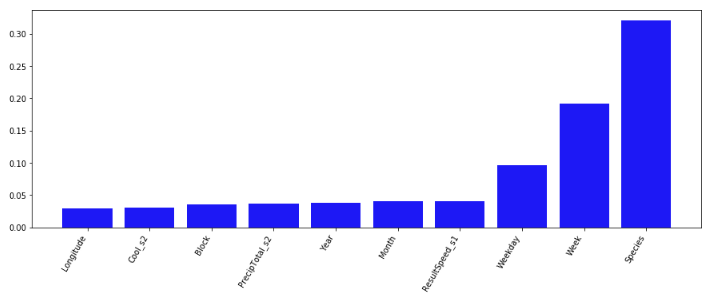 0.30
0.25
0.20
0.15
0.10
0.05
0.00
Longitude
Cool_s2
Block
PrecipTotal_s2
Year
Month
ResultSpeed_s1
Weekday
Week
Species